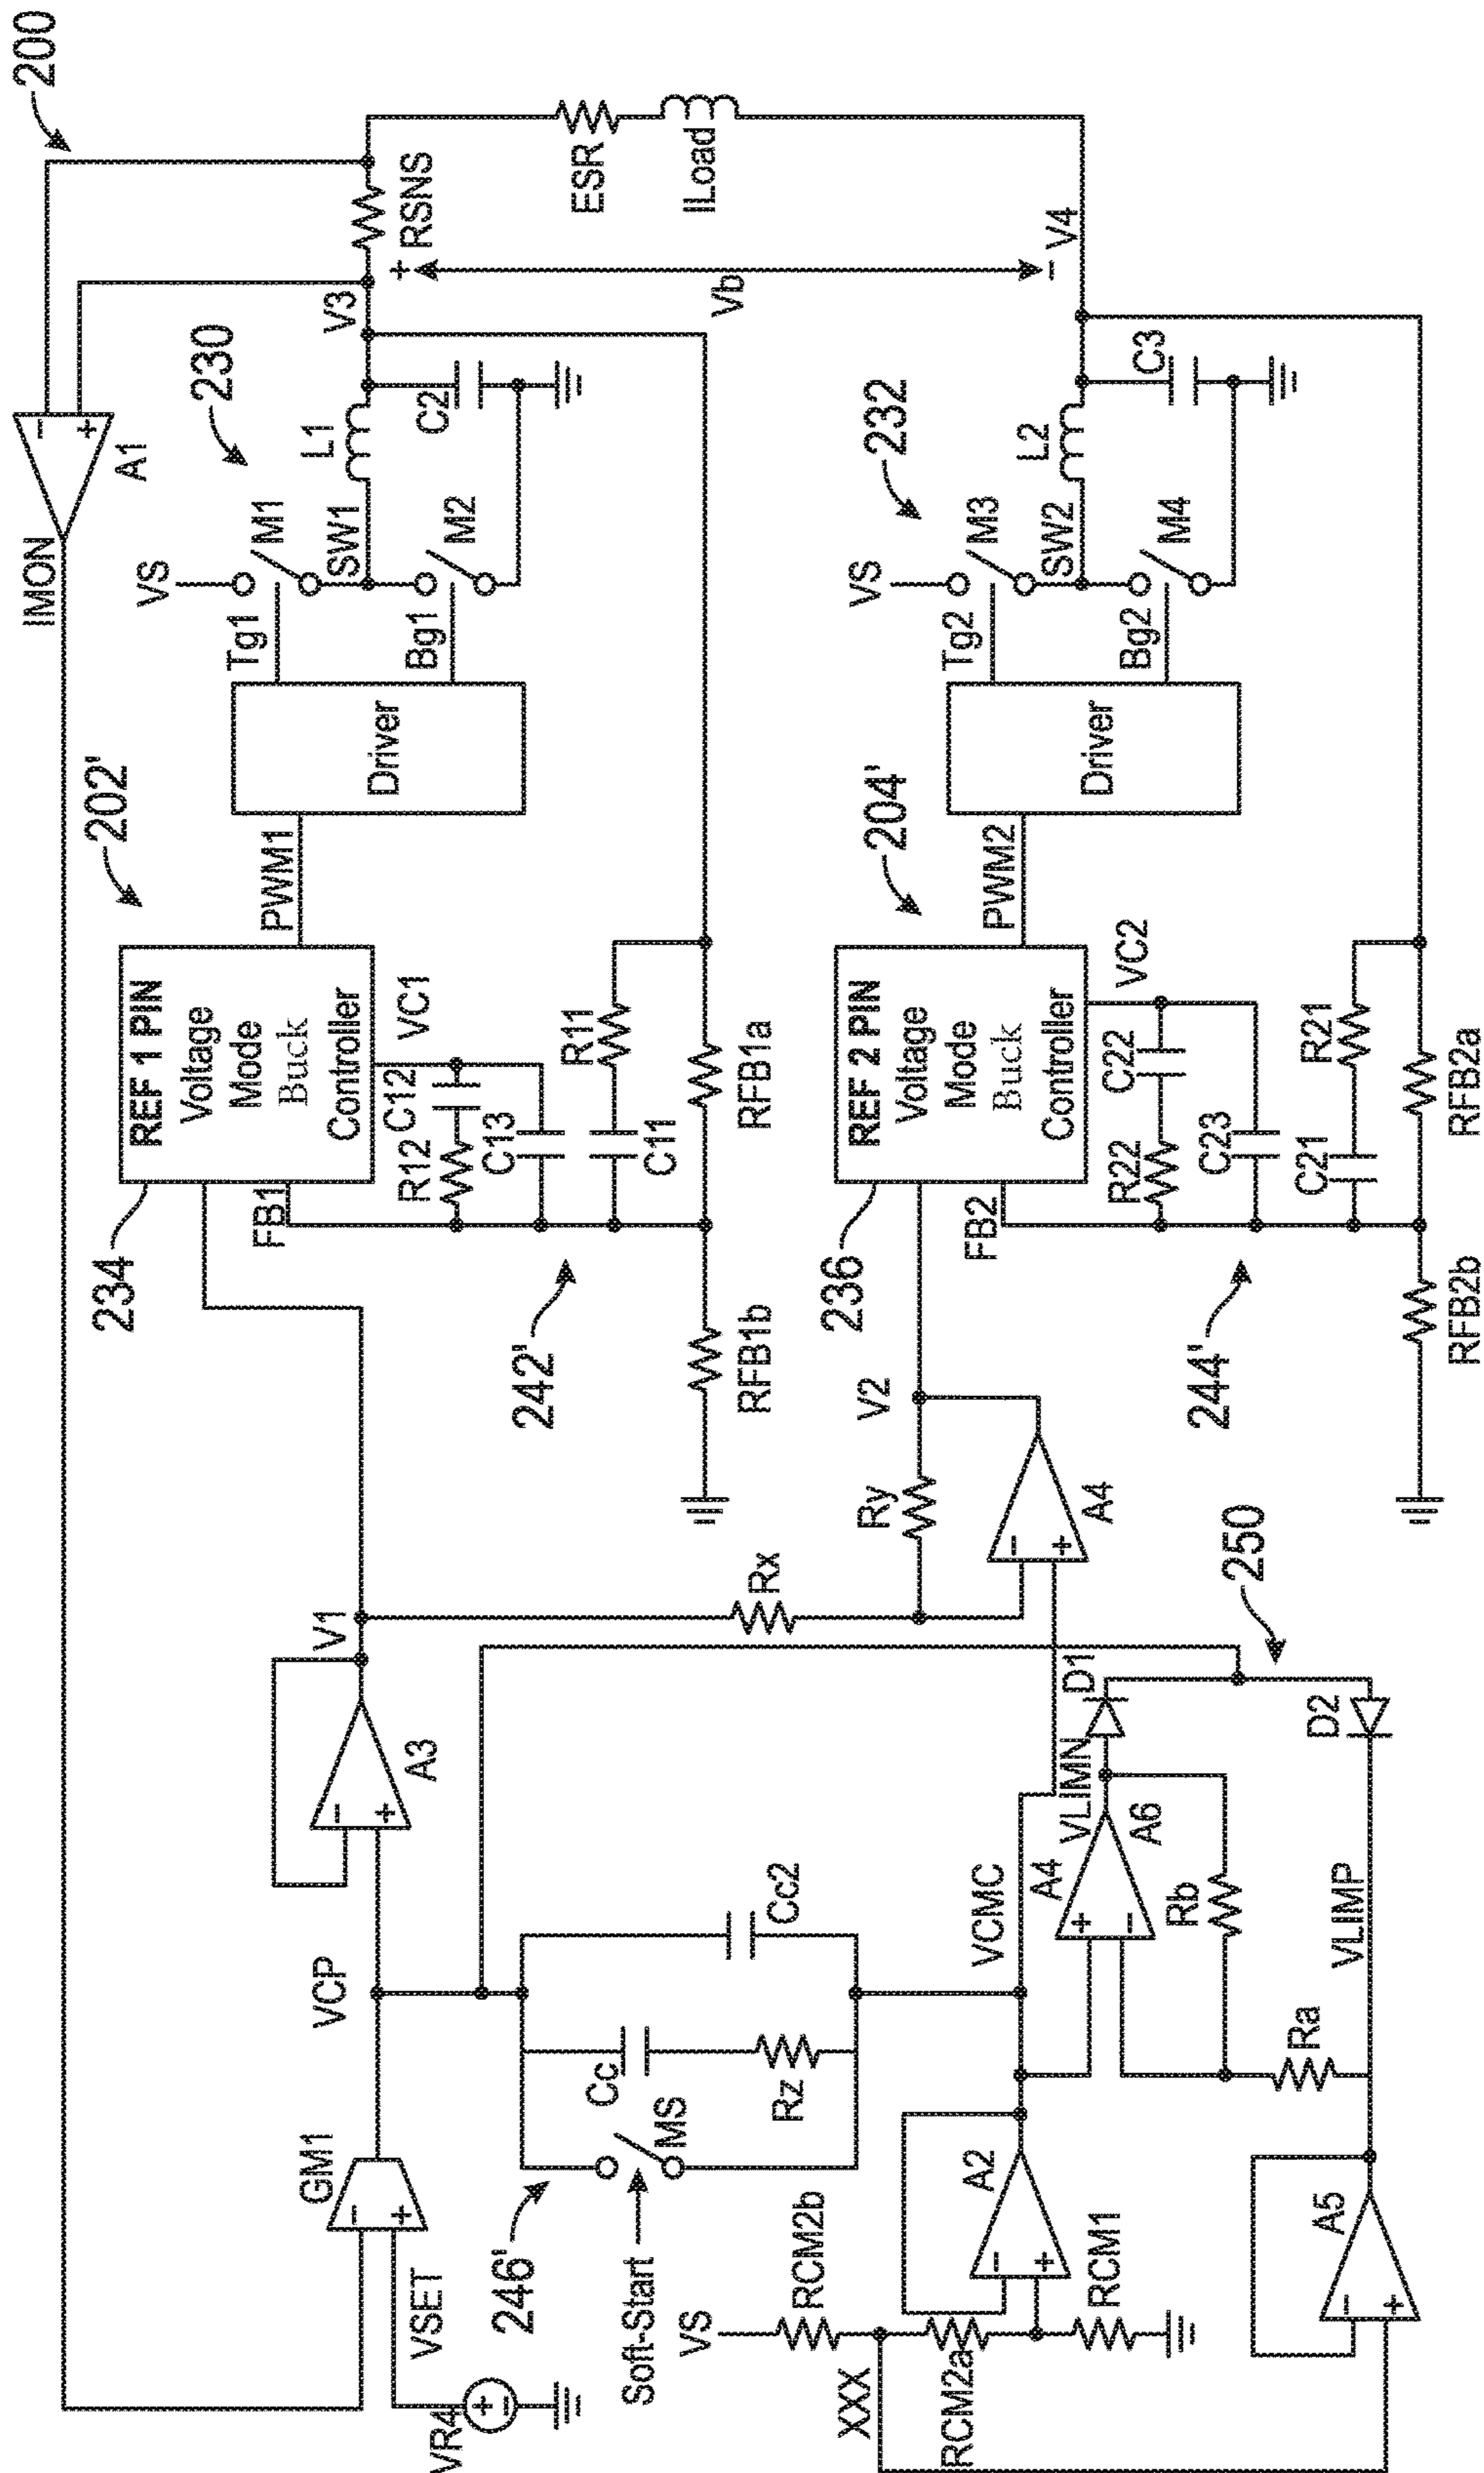 200
IMON
A1
RSNS
V3
+
Vb
−
V4
ESR
ILoad
230
VS
Tg1
M1
SW1
L1
Bg1
M2
C2
Driver
202'
PWM1
234
REF 1 PIN
Voltage
Mode
Buck
Controller
FB1
VC1
C12
R12
C13
C11
R11
242'
RFB1a
RFB1b
232
VS
Tg2
M3
SW2
L2
Bg2
M4
C3
Driver
204'
PWM2
236
REF 2 PIN
Voltage
Mode
Buck
Controller
FB2
VC2
C22
R22
C23
C21
R21
244'
RFB2a
RFB2b
V1
A3
Rx
V2
Ry
A4
VCP
GM1
VSET
VR4
246'
Soft-Start
MS
Cc
Rz
Cc2
VCMC
VS
RCM2b
XXX
RCM2a
RCM1
A2
A4
A6
VLIMN
D1
250
D2
Rb
Ra
VLIMP
A5